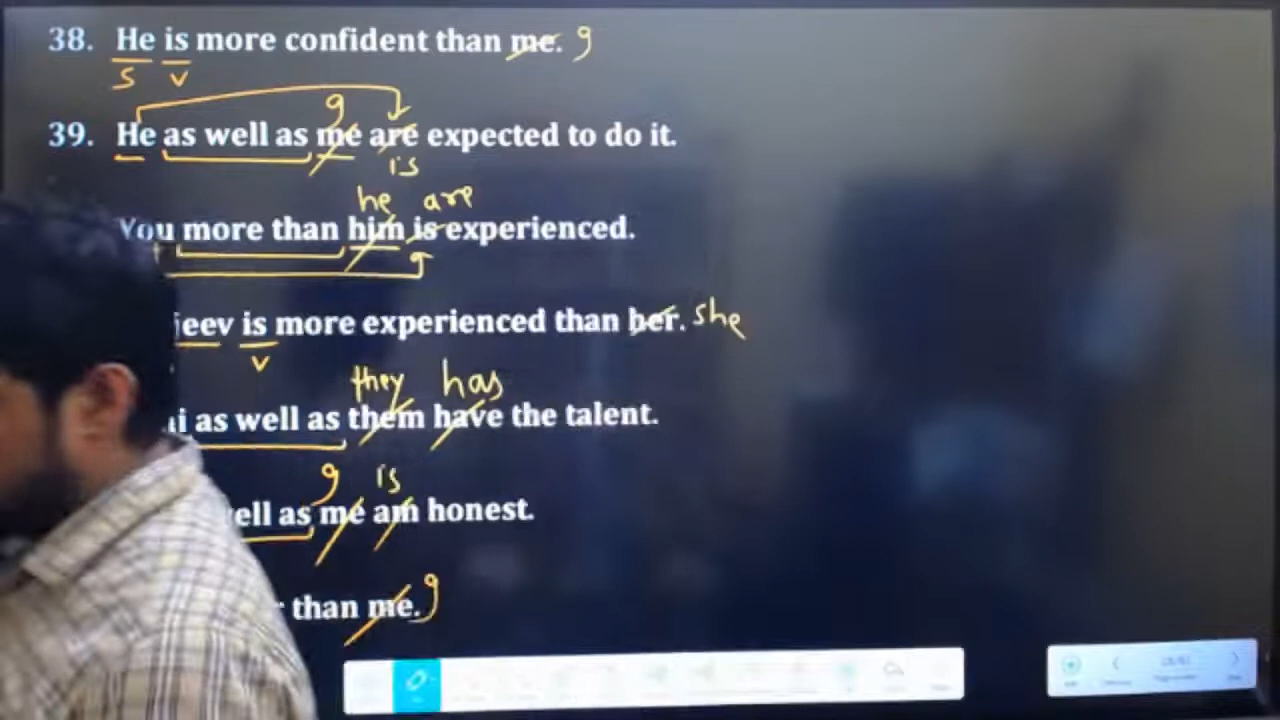 38. He is more confident than me. I
S V
I
39. He as well as me are expected to do it.
is
he are
You more than him is experienced.
jeev is more experienced than her. she
V
they has
i as well as them have the talent.
I is
ell as me am honest.
than me. I